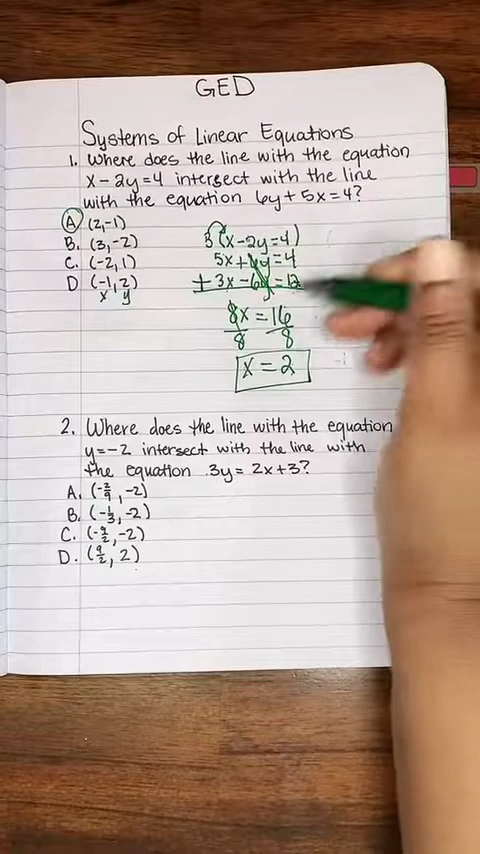 GED
Systems of Linear Equations
1. Where does the line with the equation
x-2y=4 intersect with the line
with the equation 6y+5x=4?
A. (2,-1)
B. (3,-2)
C. (-2,1)
D (-1,2)
x y
3(x-2y=4)
5x+6y=4
+3x-6y=12
8x=16
8 8
x=2
2. Where does the line with the equation
y=-2 intersect with the line with
the equation 3y=2x+3?
A. (-2/9,-2)
B. (-1/3,-2)
C. (-9/2,-2)
D. (9/2, 2)